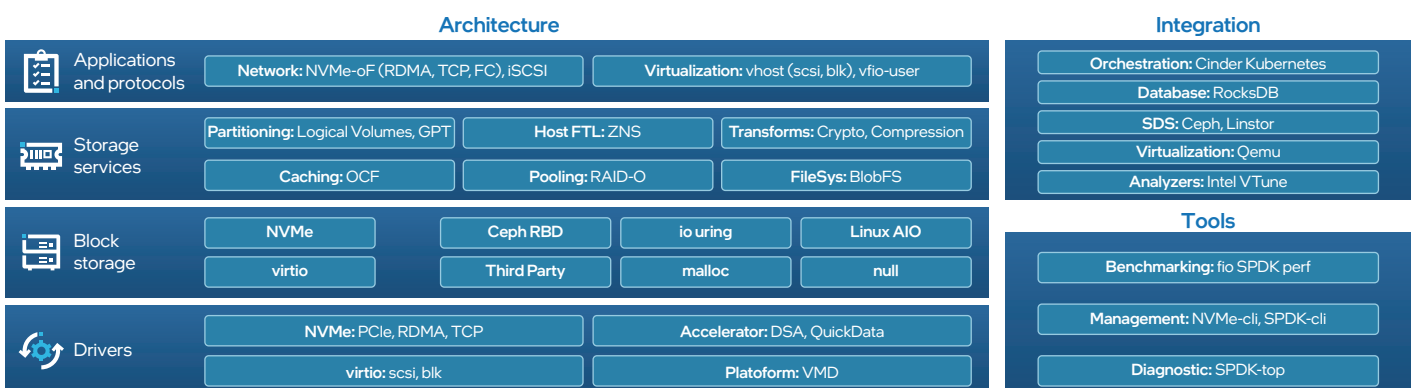 Architecture
Applications
and protocols
Network: NVMe-oF (RDMA, TCP, FC), iSCSI
Virtualization: vhost (scsi, blk), vfio-user
Storage
services
Partitioning: Logical Volumes, GPT
Host FTL: ZNS
Transforms: Crypto, Compression
Caching: OCF
Pooling: RAID-O
FileSys: BlobFS
Block
storage
NVMe
Ceph RBD
io uring
Linux AIO
virtio
Third Party
malloc
null
Drivers
NVMe: PCIe, RDMA, TCP
Accelerator: DSA, QuickData
virtio: scsi, blk
Platoform: VMD
Integration
Orchestration: Cinder Kubernetes
Database: RocksDB
SDS: Ceph, Linstor
Virtualization: Qemu
Analyzers: Intel VTune
Tools
Benchmarking: fio SPDK perf
Management: NVMe-cli, SPDK-cli
Diagnostic: SPDK-top